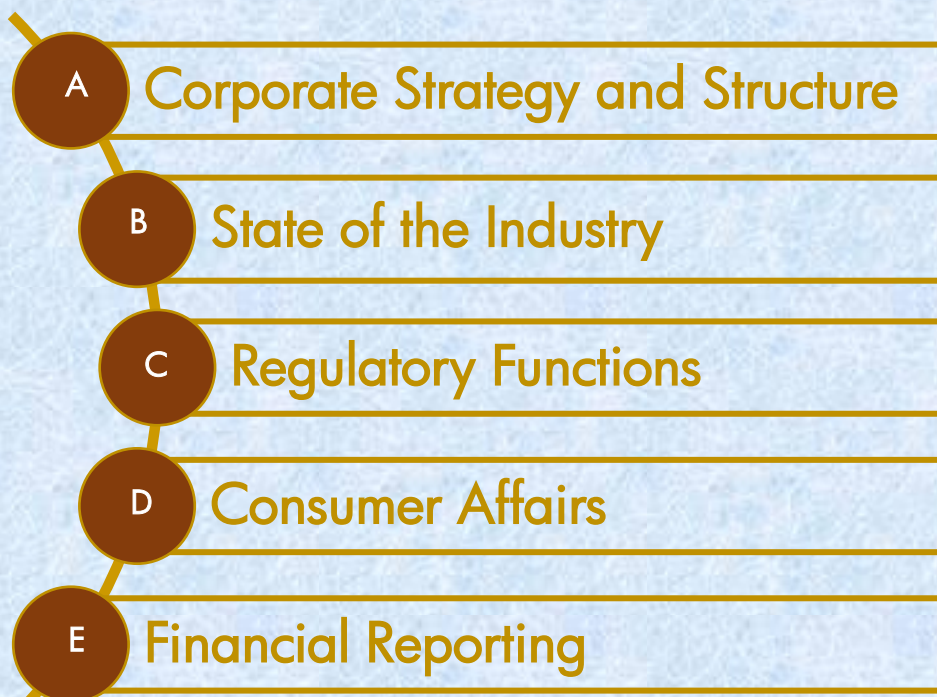 A Corporate Strategy and Structure
B State of the Industry
C Regulatory Functions
D Consumer Affairs
E Financial Reporting